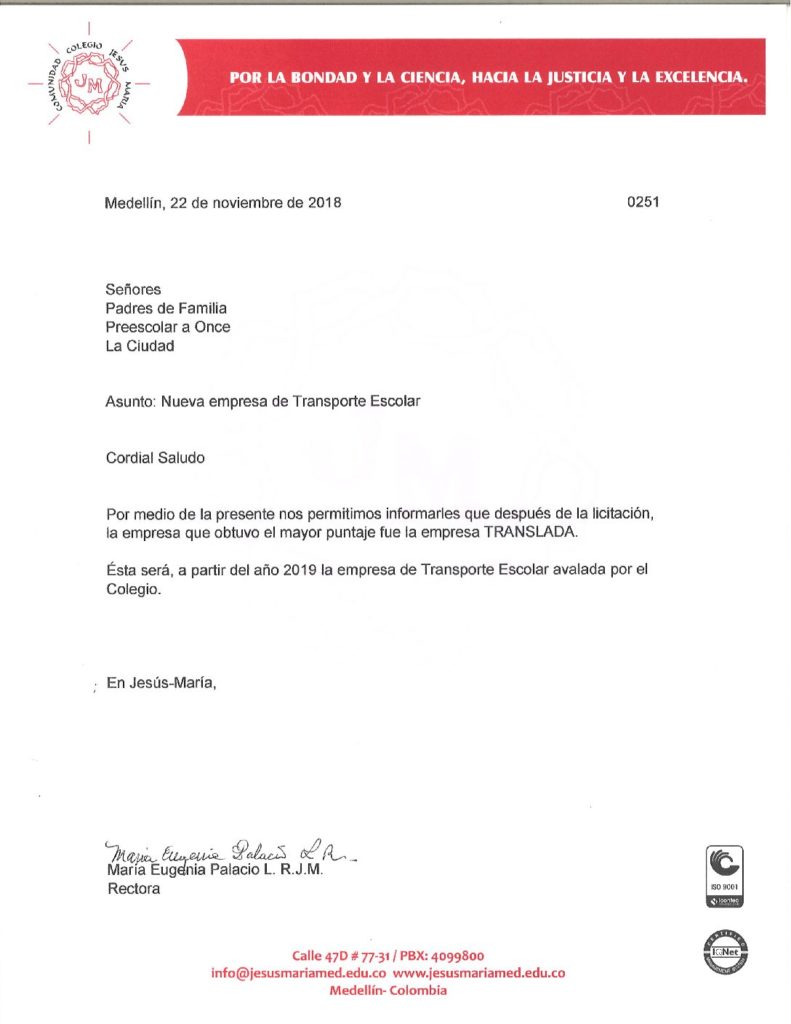 COMUNIDAD COLEGIO JESUS MARIA
JM
POR LA BONDAD Y LA CIENCIA, HACIA LA JUSTICIA Y LA EXCELENCIA.
Medellín, 22 de noviembre de 2018 0251
Señores
Padres de Familia
Preescolar a Once
La Ciudad
Asunto: Nueva empresa de Transporte Escolar
Cordial Saludo
Por medio de la presente nos permitimos informarles que después de la licitación,
la empresa que obtuvo el mayor puntaje fue la empresa TRANSLADA.
Ésta será, a partir del año 2019 la empresa de Transporte Escolar avalada por el
Colegio.
En Jesús-María,
Maria Eugenia Palacio L R.
María Eugenia Palacio L. R.J.M.
Rectora
ISO 9001
icontec
CERTIFIED
IQNet
Calle 47D # 77-31 / PBX: 4099800
info@jesusmariamed.edu.co www.jesusmariamed.edu.co
Medellín- Colombia